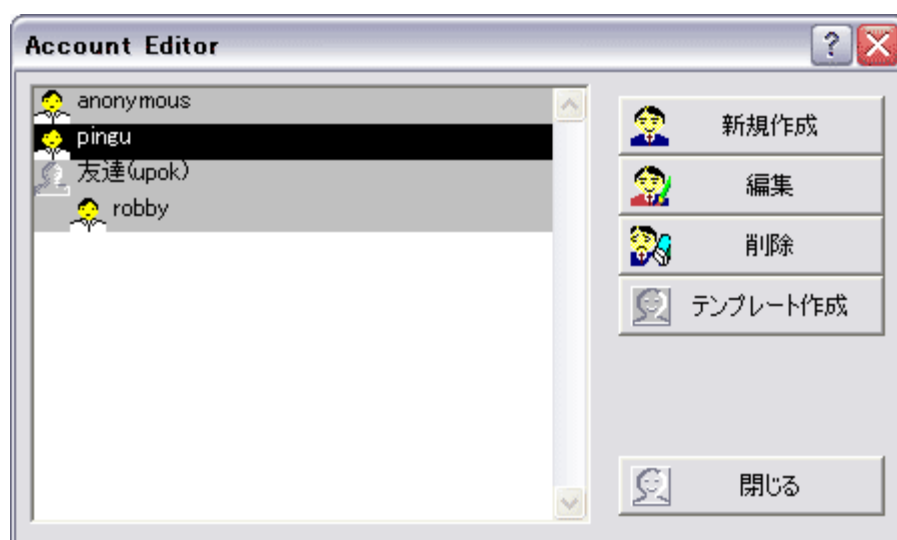 Account Editor
anonymous
pingu
友達(upok)
robby
新規作成
編集
削除
テンプレート作成
閉じる